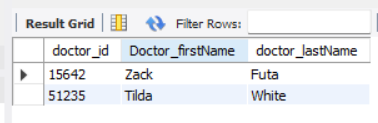 Result Grid Filter Rows:
doctor_id Doctor_firstName doctor_lastName
15642 Zack Futa
51235 Tilda White